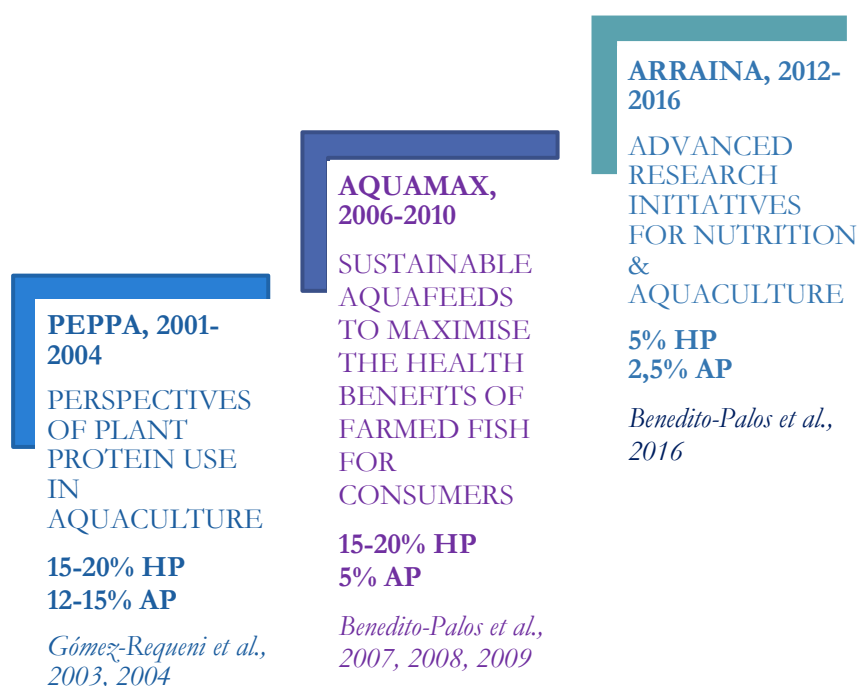 PEPPA, 2001-
2004
PERSPECTIVES
OF PLANT
PROTEIN USE
IN
AQUACULTURE
15-20% HP
12-15% AP
Gómez-Requeni et al.,
2003, 2004
AQUAMAX,
2006-2010
SUSTAINABLE
AQUAFEEDS
TO MAXIMISE
THE HEALTH
BENEFITS OF
FARMED FISH
FOR
CONSUMERS
15-20% HP
5% AP
Benedito-Palos et al.,
2007, 2008, 2009
ARRAINA, 2012-
2016
ADVANCED
RESEARCH
INITIATIVES
FOR NUTRITION
&
AQUACULTURE
5% HP
2,5% AP
Benedito-Palos et al.,
2016